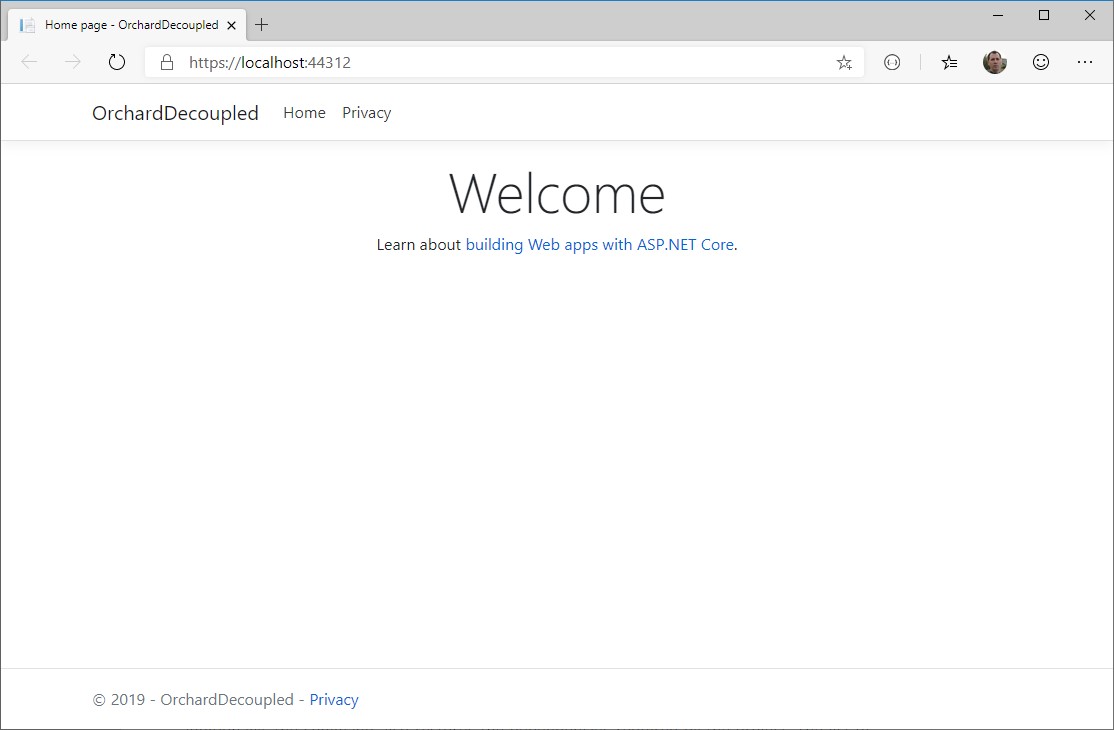 Home page - OrchardDecoupled
https://localhost:44312
OrchardDecoupled Home Privacy
Welcome
Learn about building Web apps with ASP.NET Core.
© 2019 - OrchardDecoupled - Privacy